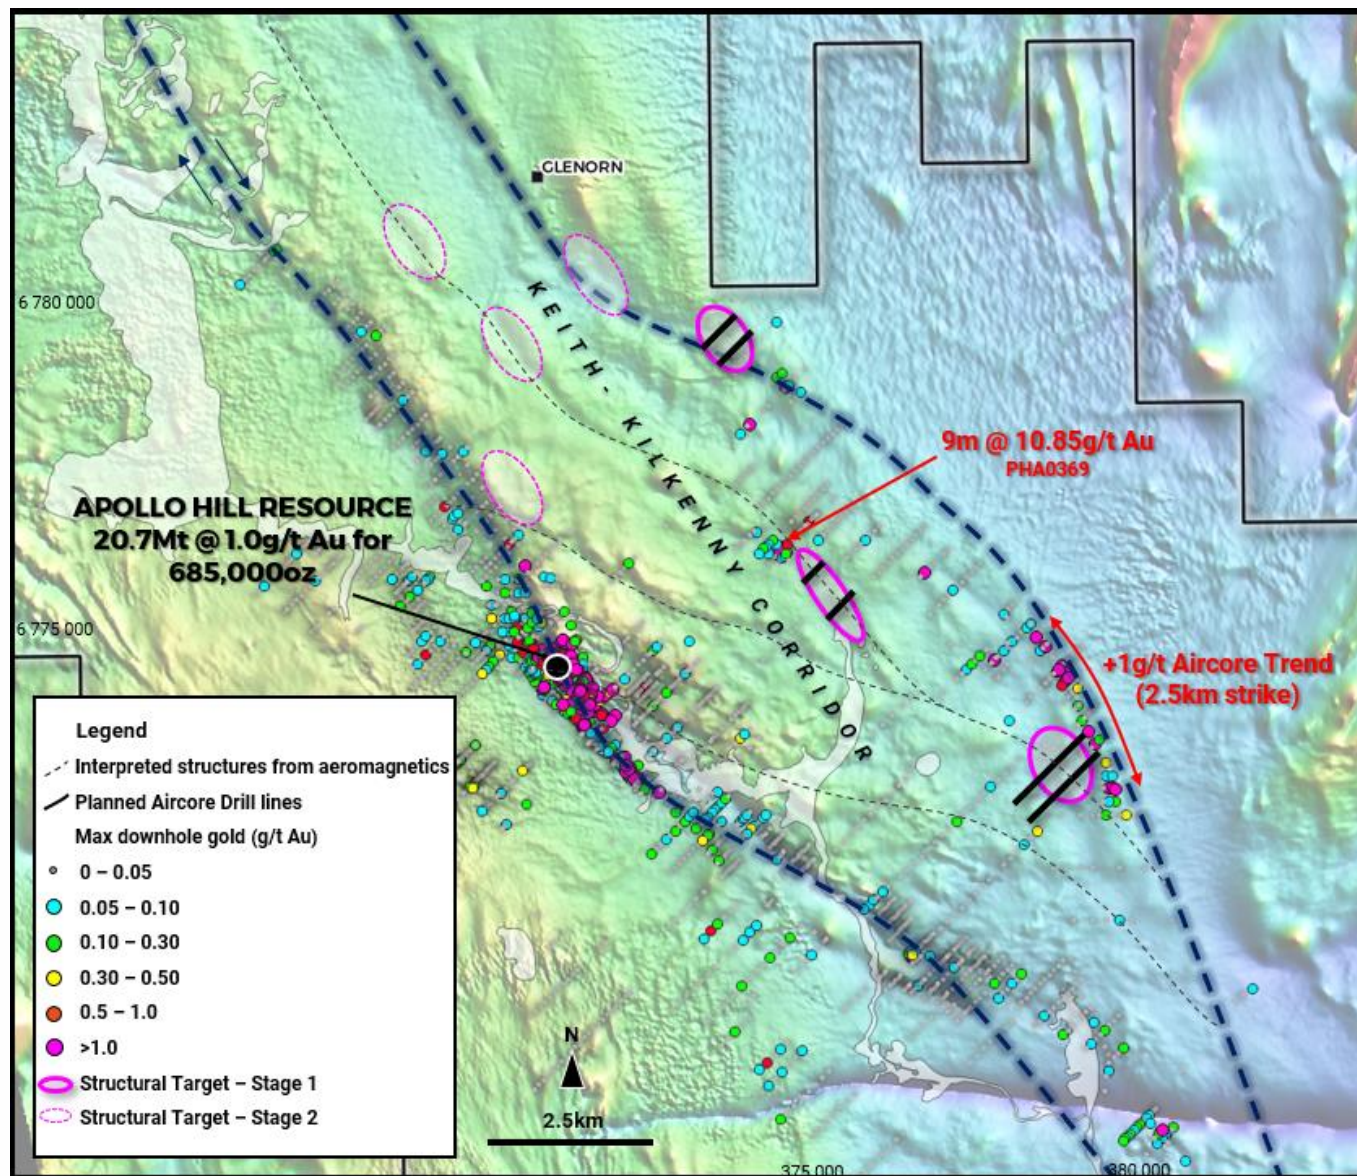 GLENORN
6 780 000
KEITH- KILKENNY CORRIDOR
9m @ 10.85g/t Au
PHA0369
APOLLO HILL RESOURCE
20.7Mt @ 1.0g/t Au for
685,000oz
6 775 000
+1g/t Aircore Trend
(2.5km strike)
Legend
Interpreted structures from aeromagnetics
Planned Aircore Drill lines
Max downhole gold (g/t Au)
0 – 0.05
0.05 – 0.10
0.10 – 0.30
0.30 – 0.50
0.5 – 1.0
>1.0
Structural Target – Stage 1
Structural Target – Stage 2
N
2.5km
375 000
380 000